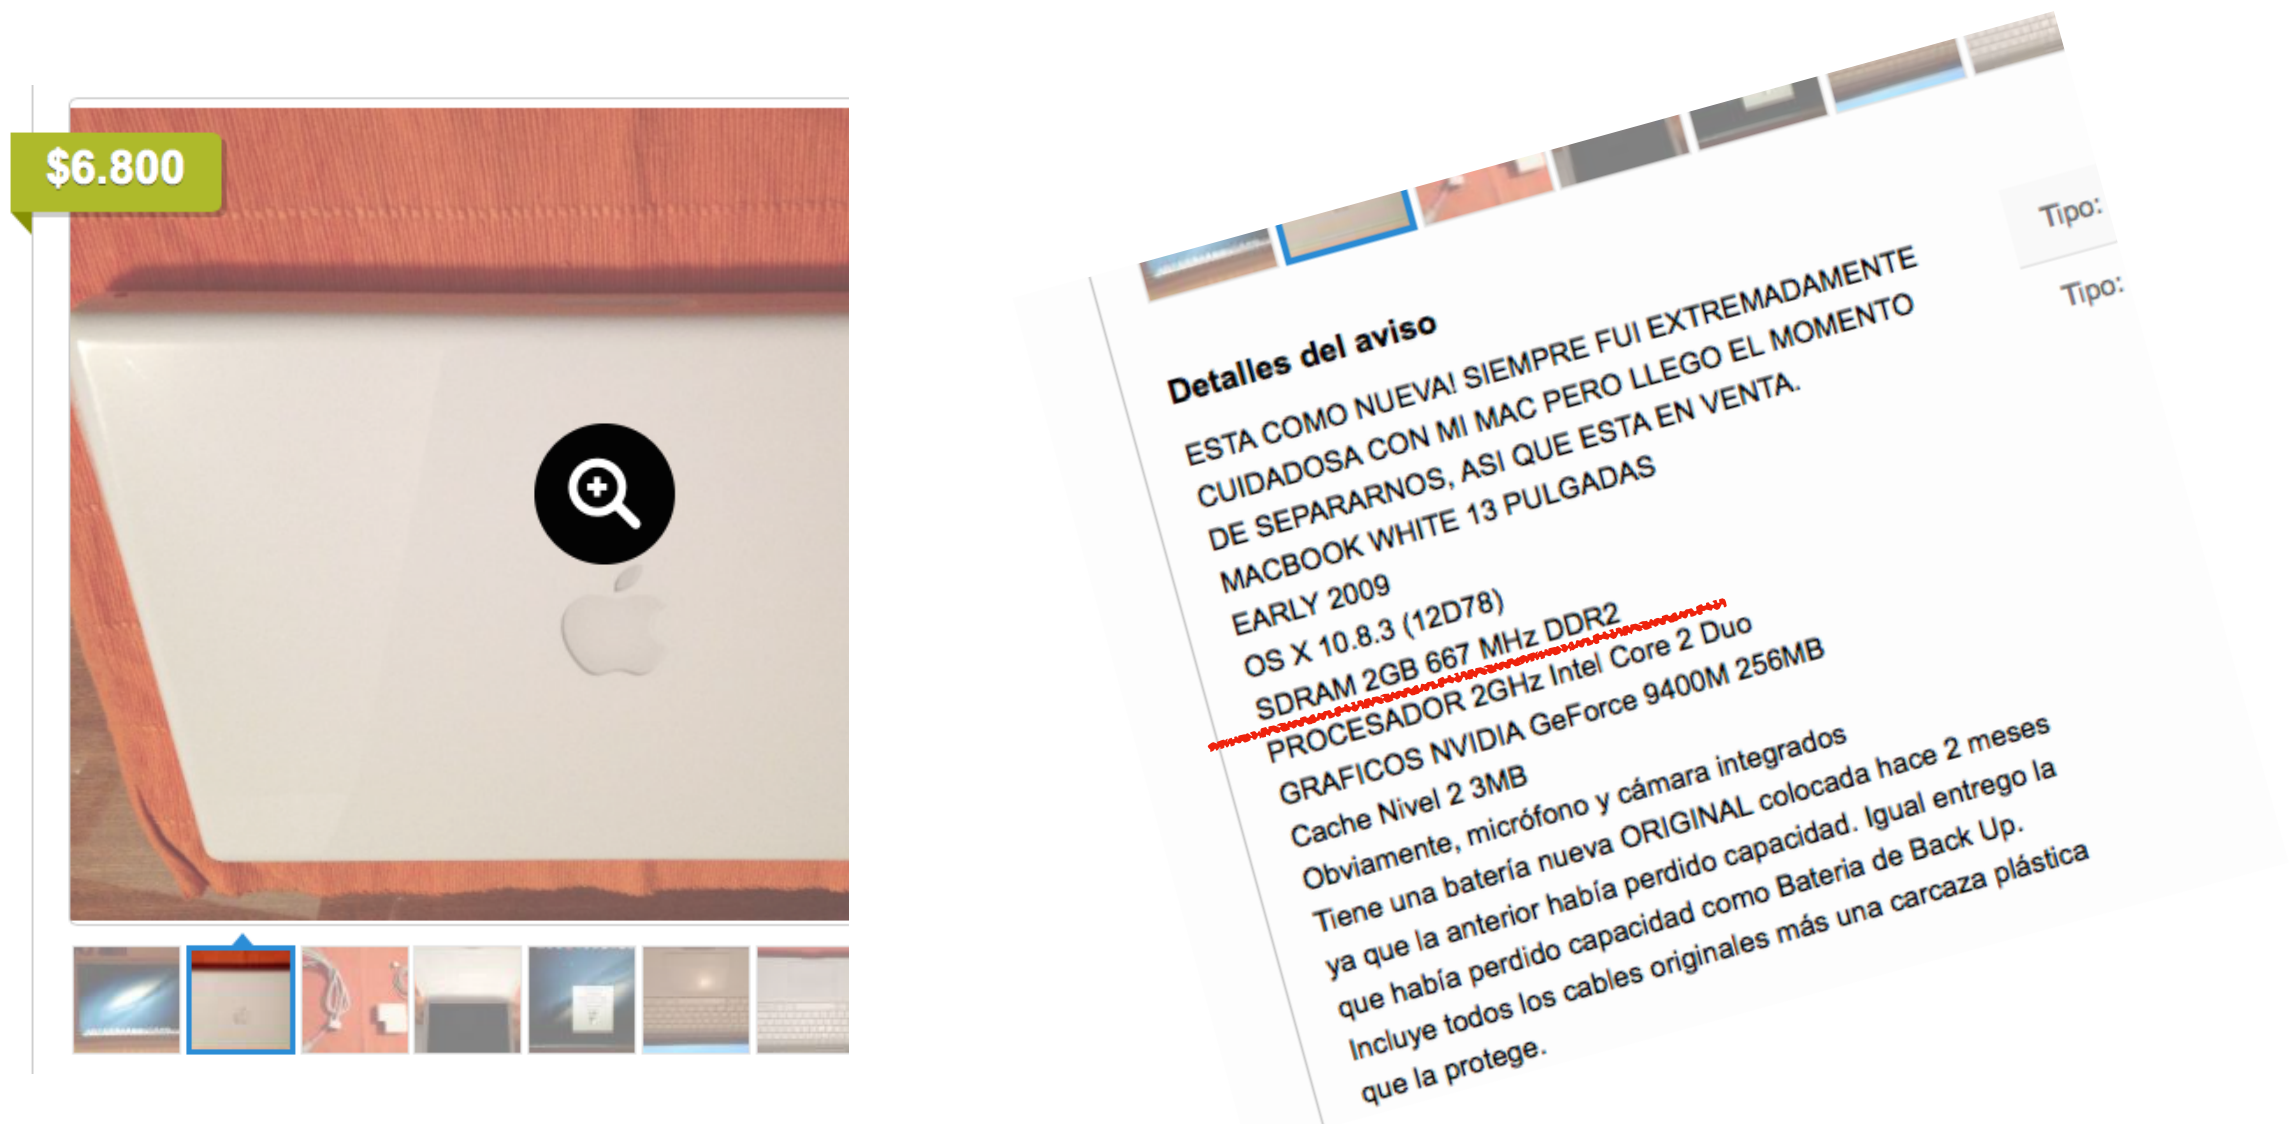 $6.800
Tipo:
Tipo:
Detalles del aviso
ESTA COMO NUEVA! SIEMPRE FUI EXTREMADAMENTE
CUIDADOSA CON MI MAC PERO LLEGO EL MOMENTO
DE SEPARARNOS, ASI QUE ESTA EN VENTA.
MACBOOK WHITE 13 PULGADAS
EARLY 2009
OS X 10.8.3 (12D78)
SDRAM 2GB 667 MHz DDR2
PROCESADOR 2GHz Intel Core 2 Duo
GRAFICOS NVIDIA GeForce 9400M 256MB
Cache Nivel 2 3MB
Obviamente, micrófono y cámara integrados
Tiene una batería nueva ORIGINAL colocada hace 2 meses
ya que la anterior había perdido capacidad. Igual entrego la
que había perdido capacidad como Bateria de Back Up.
Incluye todos los cables originales más una carcaza plástica
que la protege.